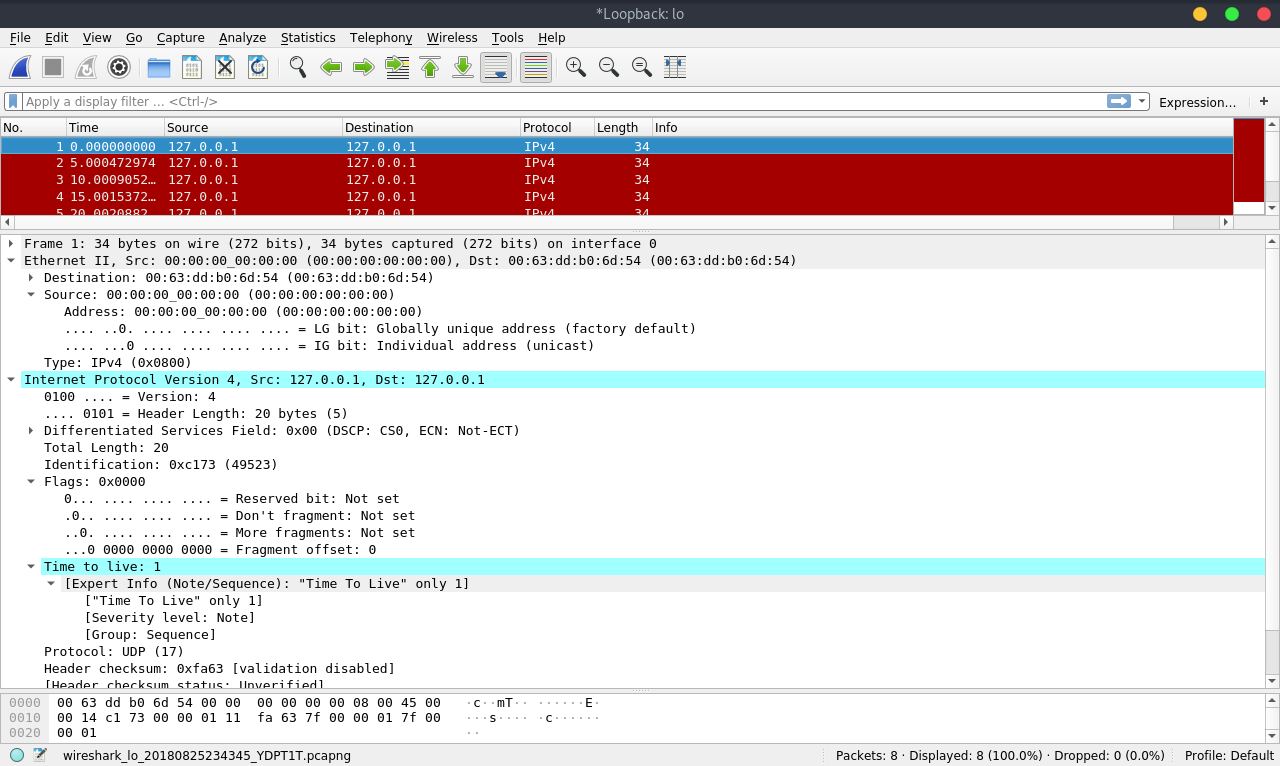 *Loopback: lo
File Edit View Go Capture Analyze Statistics Telephony Wireless Tools Help
Apply a display filter ... <Ctrl-/> Expression... +
No. Time Source Destination Protocol Length Info
1 0.000000000 127.0.0.1 127.0.0.1 IPv4 34
2 5.000472974 127.0.0.1 127.0.0.1 IPv4 34
3 10.0009052… 127.0.0.1 127.0.0.1 IPv4 34
4 15.0015372… 127.0.0.1 127.0.0.1 IPv4 34
5 20.0020882… 127.0.0.1 127.0.0.1 IPv4 34
Frame 1: 34 bytes on wire (272 bits), 34 bytes captured (272 bits) on interface 0
Ethernet II, Src: 00:00:00_00:00:00 (00:00:00:00:00:00), Dst: 00:63:dd:b0:6d:54 (00:63:dd:b0:6d:54)
Destination: 00:63:dd:b0:6d:54 (00:63:dd:b0:6d:54)
Source: 00:00:00_00:00:00 (00:00:00:00:00:00)
Address: 00:00:00_00:00:00 (00:00:00:00:00:00)
.... ..0. .... .... .... .... = LG bit: Globally unique address (factory default)
.... ...0 .... .... .... .... = IG bit: Individual address (unicast)
Type: IPv4 (0x0800)
Internet Protocol Version 4, Src: 127.0.0.1, Dst: 127.0.0.1
0100 .... = Version: 4
.... 0101 = Header Length: 20 bytes (5)
Differentiated Services Field: 0x00 (DSCP: CS0, ECN: Not-ECT)
Total Length: 20
Identification: 0xc173 (49523)
Flags: 0x0000
0... .... .... .... = Reserved bit: Not set
.0.. .... .... .... = Don't fragment: Not set
..0. .... .... .... = More fragments: Not set
...0 0000 0000 0000 = Fragment offset: 0
Time to live: 1
[Expert Info (Note/Sequence): "Time To Live" only 1]
["Time To Live" only 1]
[Severity level: Note]
[Group: Sequence]
Protocol: UDP (17)
Header checksum: 0xfa63 [validation disabled]
[Header checksum status: Unverified]
0000 00 63 dd b0 6d 54 00 00 00 00 00 00 08 00 45 00 ·c··mT·· ······E·
0010 00 14 c1 73 00 00 01 11 fa 63 7f 00 00 01 7f 00 ···s···· ·c······
0020 00 01 ··
wireshark_lo_20180825234345_YDPT1T.pcapng Packets: 8 · Displayed: 8 (100.0%) · Dropped: 0 (0.0%) Profile: Default